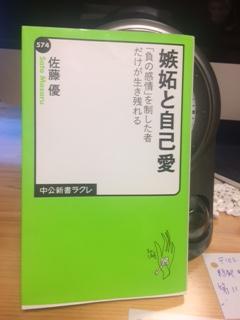 574
佐藤 優
Sato Masaru
嫉妬と自己愛
「負の感情」を制した者
だけが生き残れる
中公新書ラクレ